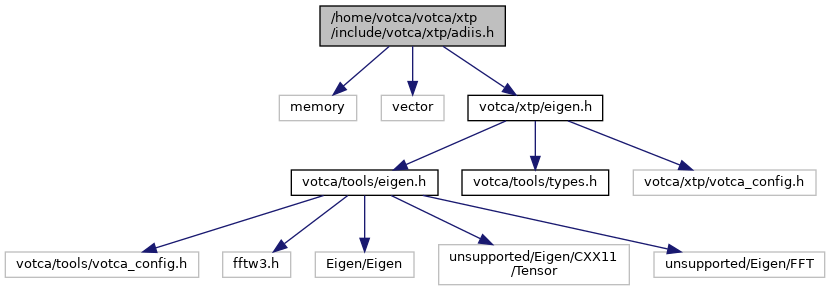 /home/votca/votca/xtp
/include/votca/xtp/adiis.h
memory
vector
votca/xtp/eigen.h
votca/tools/eigen.h
votca/tools/types.h
votca/xtp/votca_config.h
votca/tools/votca_config.h
fftw3.h
Eigen/Eigen
unsupported/Eigen/CXX11
/Tensor
unsupported/Eigen/FFT